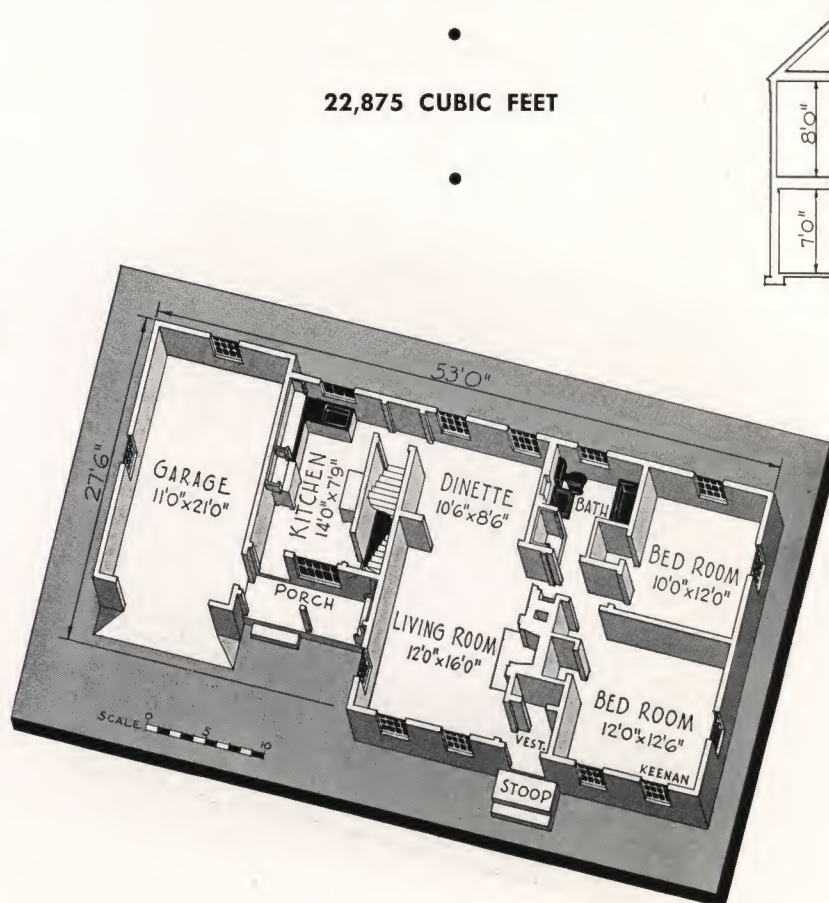 22,875 CUBIC FEET
8'0"
7'0"
53'0"
27'6"
GARAGE
11'0"x21'0"
KITCHEN
14'0"x7'9"
DINETTE
10'6"x8'6"
BATH
BED ROOM
10'0"x12'0"
PORCH
LIVING ROOM
12'0"x16'0"
BED ROOM
12'0"x12'6"
VEST.
KEENAN
STOOP
SCALE 0 5 10